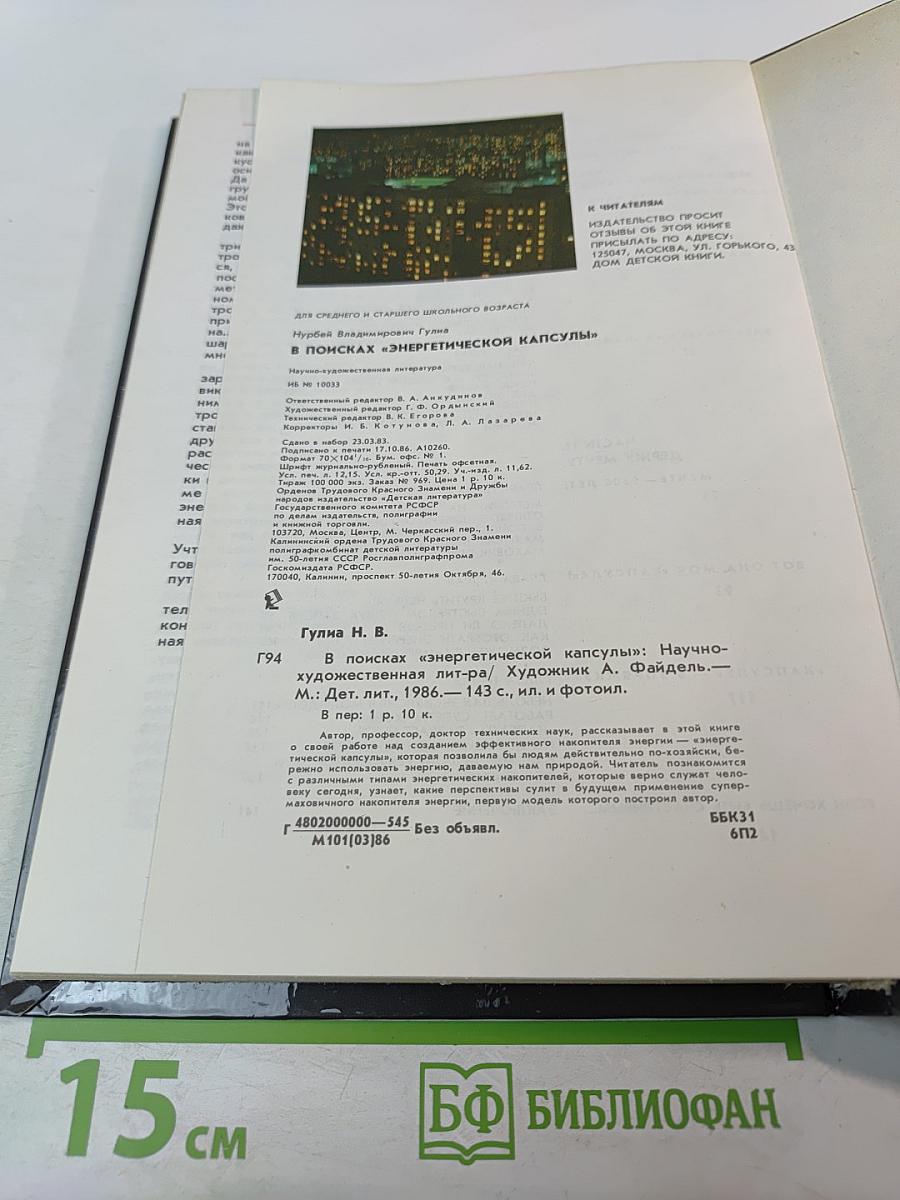 К ЧИТАТЕЛЯМ
ИЗДАТЕЛЬСТВО ПРОСИТ
ОТЗЫВЫ ОБ ЭТОЙ КНИГЕ
ПРИСЫЛАТЬ ПО АДРЕСУ:
125047, МОСКВА, УЛ. ГОРЬКОГО, 43
ДОМ ДЕТСКОЙ КНИГИ.
ДЛЯ СРЕДНЕГО И СТАРШЕГО ШКОЛЬНОГО ВОЗРАСТА
Нурбей Владимирович Гулиа
В ПОИСКАХ «ЭНЕРГЕТИЧЕСКОЙ КАПСУЛЫ»
Научно-художественная литература
ИБ № 10033
Ответственный редактор В. А. Анкудинов
Художественный редактор Г. Ф. Ордынский
Технический редактор В. К. Егорова
Корректоры И. Б. Котунова, Л. А. Лазарева
Сдано в набор 23.03.83.
Подписано к печати 17.10.86. А10260.
Формат 70×104¹/₁₆. Бум. офс. № 1.
Шрифт журнально-рубленый. Печать офсетная.
Усл. печ. л. 12,15. Усл. кр.-отт. 50,29. Уч.-изд. л. 11,62.
Тираж 100 000 экз. Заказ № 969. Цена 1 р. 10 к.
Орденов Трудового Красного Знамени и Дружбы
народов издательство «Детская литература»
Государственного комитета РСФСР
по делам издательств, полиграфии
и книжной торговли.
103720, Москва, Центр, М. Черкасский пер., 1.
Калининский ордена Трудового Красного Знамени
полиграфкомбинат детской литературы
им. 50-летия СССР Росглавполиграфпрома
Госкомиздата РСФСР.
170040, Калинин, проспект 50-летия Октября, 46.
Гулиа Н. В.
Г94 В поисках «энергетической капсулы»: Научно-
художественная лит-ра/ Художник А. Файдель.—
М.: Дет. лит., 1986.— 143 с., ил. и фотоил.
В пер: 1 р. 10 к.
Автор, профессор, доктор технических наук, рассказывает в этой книге
о своей работе над созданием эффективного накопителя энергии — «энерге-
тической капсулы», которая позволила бы людям действительно по-хозяйски, бе-
режно использовать энергию, даваемую нам природой. Читатель познакомится
с различными типами энергетических накопителей, которые верно служат чело-
веку сегодня, узнает, какие перспективы сулит в будущем применение супер-
маховичного накопителя энергии, первую модель которого построил автор.
Г 4802000000—545 Без объявл.
М101(03)86
ББК31
6П2
15 см
БФ БИБЛИОФАН